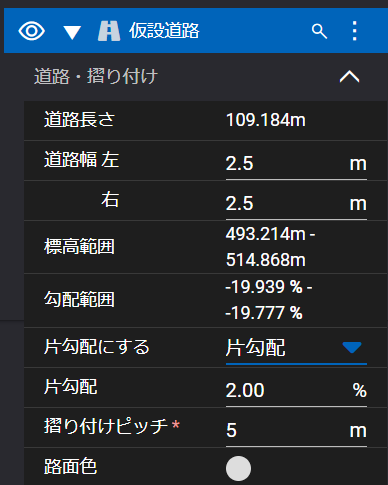 仮設道路
道路・摺り付け
道路長さ 109.184m
道路幅 左 2.5 m
右 2.5 m
標高範囲 493.214m -
514.868m
勾配範囲 -19.939 % -
-19.777 %
片勾配にする 片勾配
片勾配 2.00 %
摺り付けピッチ* 5 m
路面色